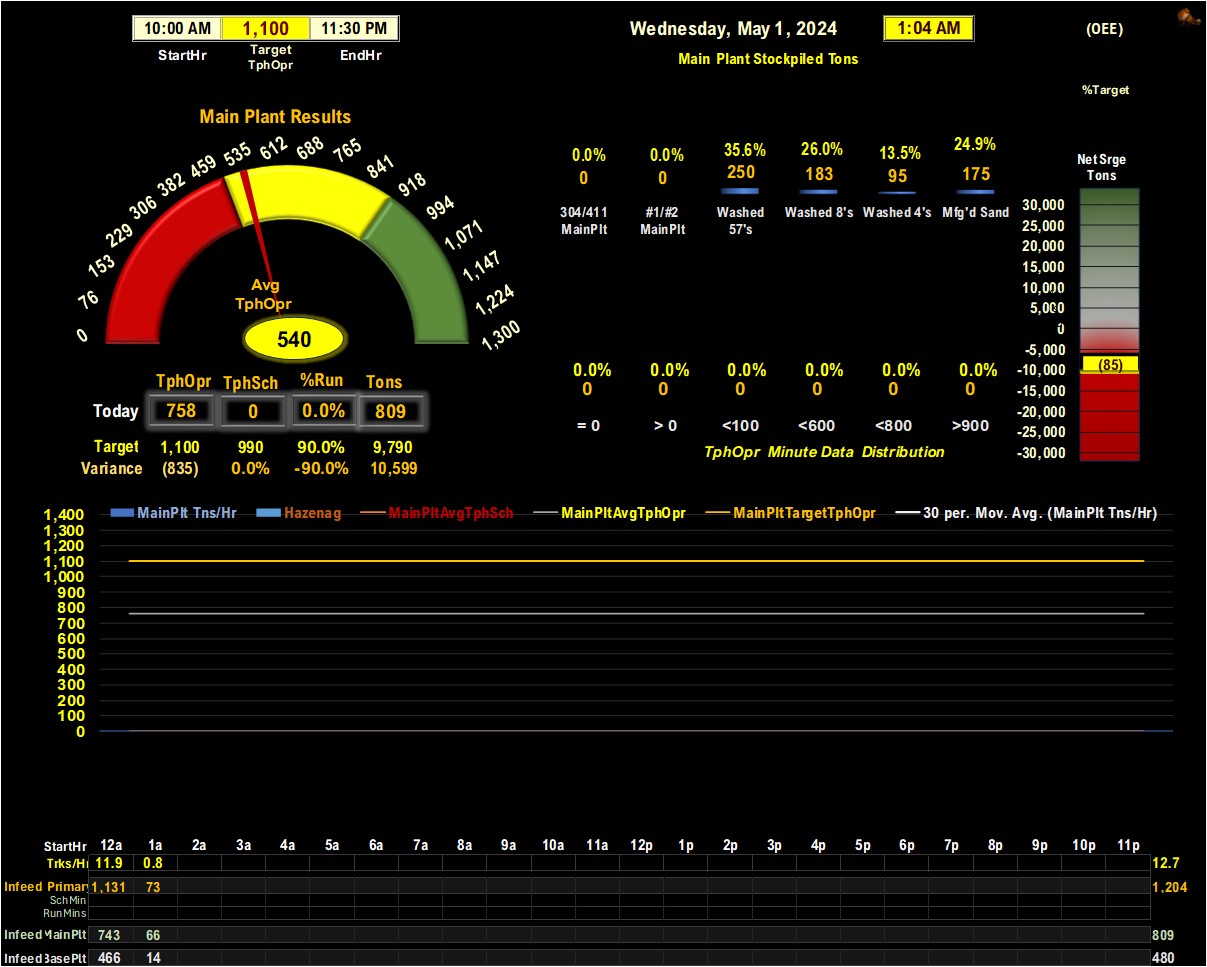 10:00 AM 1,100 11:30 PM
StartHr Target TphOpr EndHr
Wednesday, May 1, 2024 1:04 AM (OEE)
Main Plant Stockpiled Tons
%Target
Main Plant Results
0 76 153 229 306 382 459 535 612 688 765 841 918 994 1,071 1,147 1,224 1,300
Avg
TphOpr
540
0.0% 0.0% 35.6% 26.0% 13.5% 24.9%
0 0 250 183 95 175
304/411 MainPlt #1/#2 MainPlt Washed 57's Washed 8's Washed 4's Mfg'd Sand
Net Srge
Tons
30,000
25,000
20,000
15,000
10,000
5,000
0
-5,000
-10,000
-15,000
-20,000
-25,000
-30,000
(85)
TphOpr TphSch %Run Tons
Today 758 0 0.0% 809
Target 1,100 990 90.0% 9,790
Variance (835) 0.0% -90.0% 10,599
0.0% 0.0% 0.0% 0.0% 0.0% 0.0%
0 0 0 0 0 0
= 0 > 0 <100 <600 <800 >900
TphOpr Minute Data Distribution
MainPlt Tns/Hr Hazenag MainPltAvgTphSch MainPltAvgTphOpr MainPltTargetTphOpr 30 per. Mov. Avg. (MainPlt Tns/Hr)
1,400
1,300
1,200
1,100
1,000
900
800
700
600
500
400
300
200
100
0
StartHr 12a 1a 2a 3a 4a 5a 6a 7a 8a 9a 10a 11a 12p 1p 2p 3p 4p 5p 6p 7p 8p 9p 10p 11p
Trks/Hr 11.9 0.8 12.7
Infeed Primary 1,131 73 1,204
SchMin
RunMins
Infeed MainPlt 743 66 809
Infeed BasePlt 466 14 480